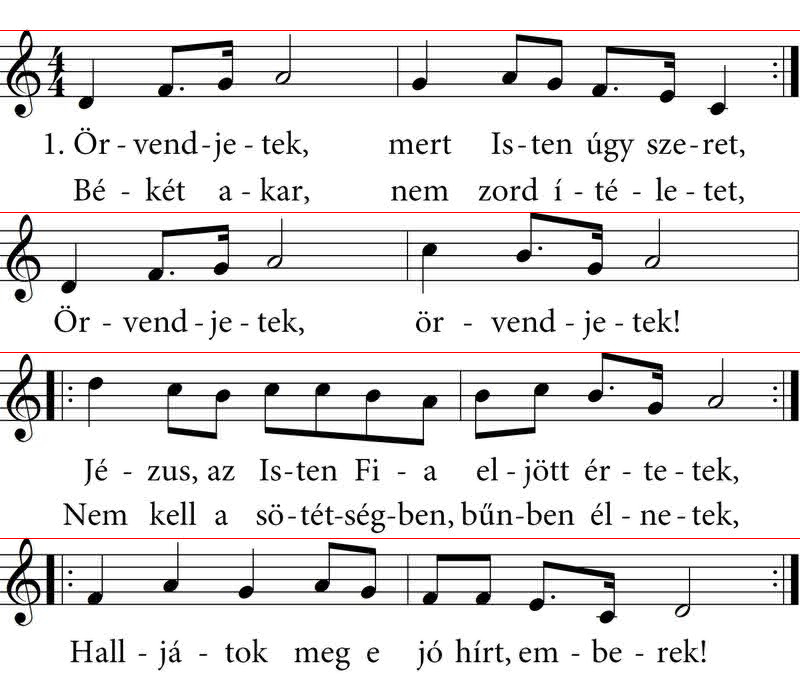 4
4
1. Ör - vend-je - tek, mert Is-ten úgy sze-ret,
Bé - két a - kar, nem zord í - té - le - tet,
Ör - vend-je - tek, ör - vend - je - tek!
Jé - zus, az Is-ten Fi - a el-jött ér - te - tek,
Nem kell a sö-tét-ség-ben, bűn-ben él - ne - tek,
Hall - já - tok meg e jó hírt, em - be - rek!